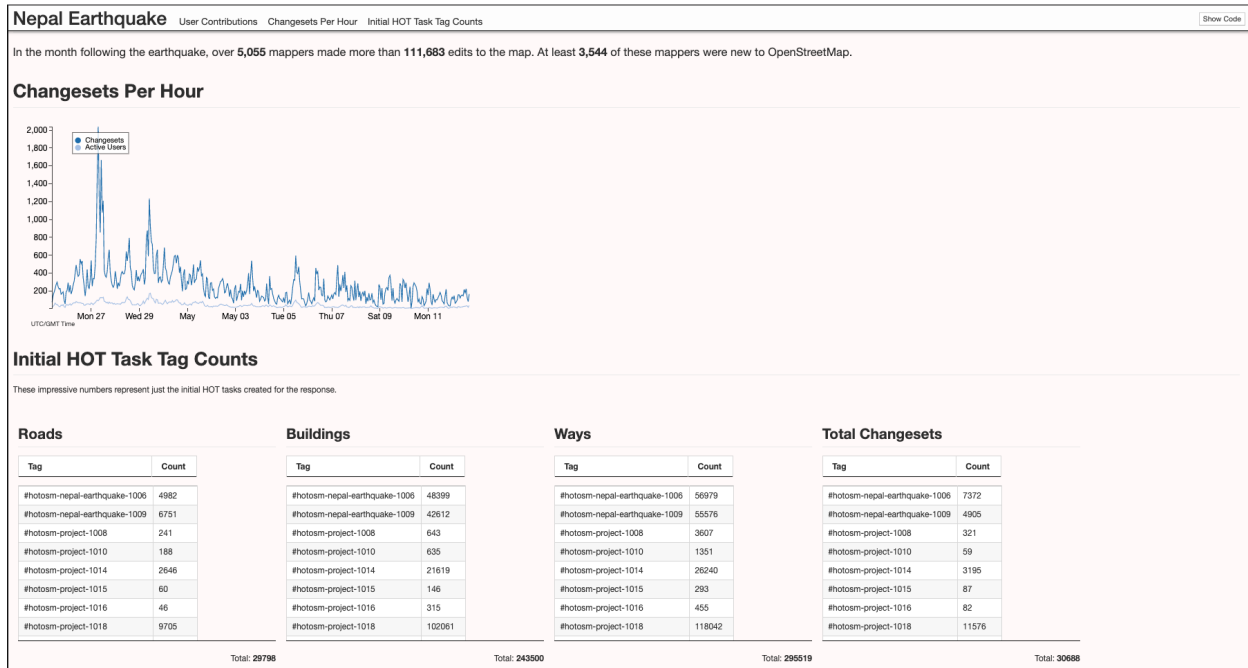 Nepal Earthquake User Contributions Changesets Per Hour Initial HOT Task Tag Counts Show Code
In the month following the earthquake, over 5,055 mappers made more than 111,683 edits to the map. At least 3,544 of these mappers were new to OpenStreetMap.
Changesets Per Hour
2,000
1,800
1,600
1,400
1,200
1,000
800
600
400
200
Changesets
Active Users
Mon 27 Wed 29 May May 03 Tue 05 Thu 07 Sat 09 Mon 11
UTC/GMT Time
Initial HOT Task Tag Counts
These impressive numbers represent just the initial HOT tasks created for the response.
Roads
Tag Count
#hotosm-nepal-earthquake-1006 4982
#hotosm-nepal-earthquake-1009 6751
#hotosm-project-1008 241
#hotosm-project-1010 188
#hotosm-project-1014 2646
#hotosm-project-1015 60
#hotosm-project-1016 46
#hotosm-project-1018 9705
Total: 29798
Buildings
Tag Count
#hotosm-nepal-earthquake-1006 48399
#hotosm-nepal-earthquake-1009 42612
#hotosm-project-1008 643
#hotosm-project-1010 635
#hotosm-project-1014 21619
#hotosm-project-1015 146
#hotosm-project-1016 315
#hotosm-project-1018 102061
Total: 243500
Ways
Tag Count
#hotosm-nepal-earthquake-1006 56979
#hotosm-nepal-earthquake-1009 55576
#hotosm-project-1008 3607
#hotosm-project-1010 1351
#hotosm-project-1014 26240
#hotosm-project-1015 293
#hotosm-project-1016 455
#hotosm-project-1018 118042
Total: 295519
Total Changesets
Tag Count
#hotosm-nepal-earthquake-1006 7372
#hotosm-nepal-earthquake-1009 4905
#hotosm-project-1008 321
#hotosm-project-1010 59
#hotosm-project-1014 3195
#hotosm-project-1015 87
#hotosm-project-1016 82
#hotosm-project-1018 11576
Total: 30688